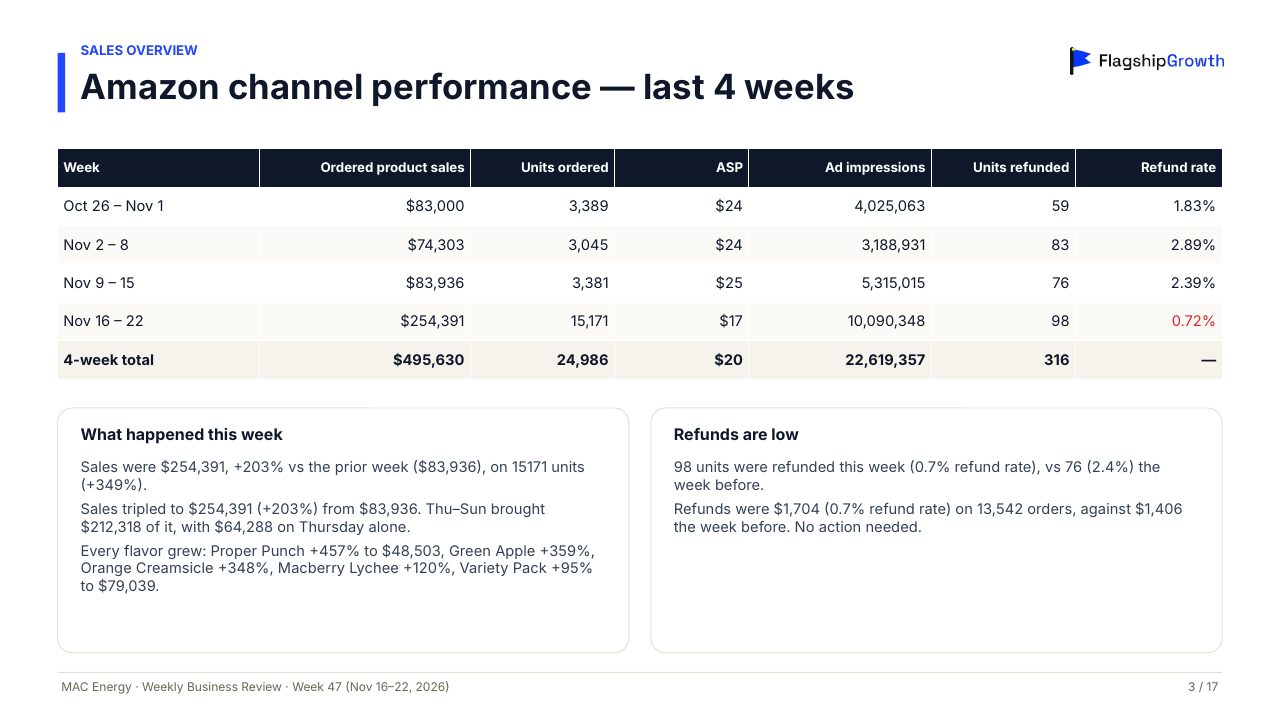 SALES OVERVIEW
Amazon channel performance — last 4 weeks
FlagshipGrowth
Week Ordered product sales Units ordered ASP Ad impressions Units refunded Refund rate
Oct 26 – Nov 1 $83,000 3,389 $24 4,025,063 59 1.83%
Nov 2 – 8 $74,303 3,045 $24 3,188,931 83 2.89%
Nov 9 – 15 $83,936 3,381 $25 5,315,015 76 2.39%
Nov 16 – 22 $254,391 15,171 $17 10,090,348 98 0.72%
4-week total $495,630 24,986 $20 22,619,357 316 —
What happened this week
Sales were $254,391, +203% vs the prior week ($83,936), on 15171 units
(+349%).
Sales tripled to $254,391 (+203%) from $83,936. Thu–Sun brought
$212,318 of it, with $64,288 on Thursday alone.
Every flavor grew: Proper Punch +457% to $48,503, Green Apple +359%,
Orange Creamsicle +348%, Macberry Lychee +120%, Variety Pack +95%
to $79,039.
Refunds are low
98 units were refunded this week (0.7% refund rate), vs 76 (2.4%) the
week before.
Refunds were $1,704 (0.7% refund rate) on 13,542 orders, against $1,406
the week before. No action needed.
MAC Energy · Weekly Business Review · Week 47 (Nov 16–22, 2026)
3 / 17